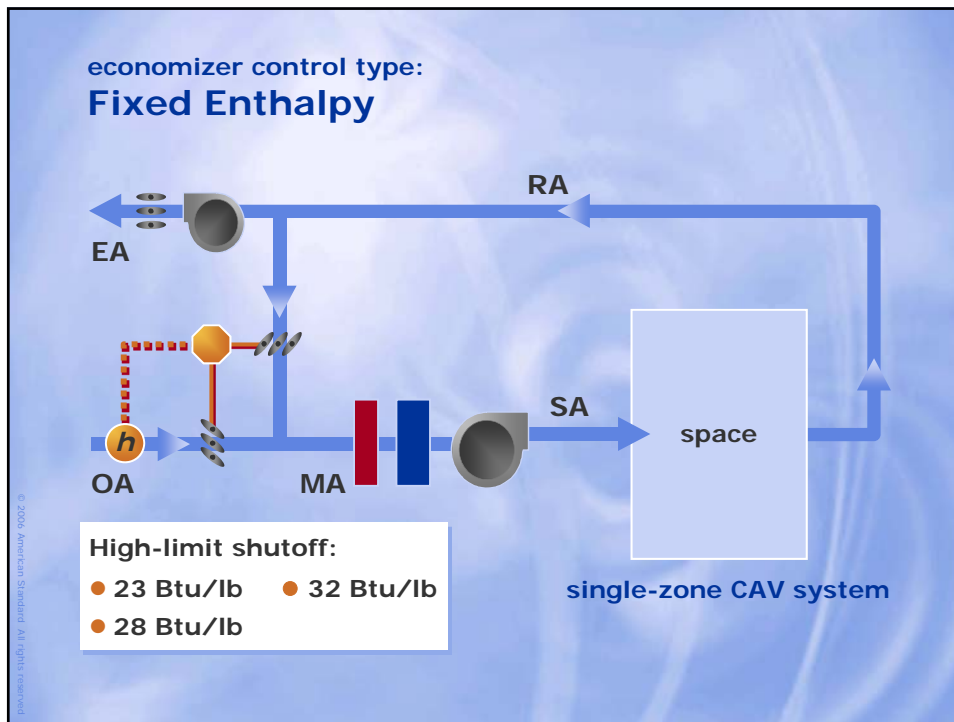 economizer control type:
Fixed Enthalpy
RA
EA
h
OA
MA
SA
space
High-limit shutoff:
23 Btu/lb
32 Btu/lb
28 Btu/lb
single-zone CAV system
© 2006 American Standard All rights reserved